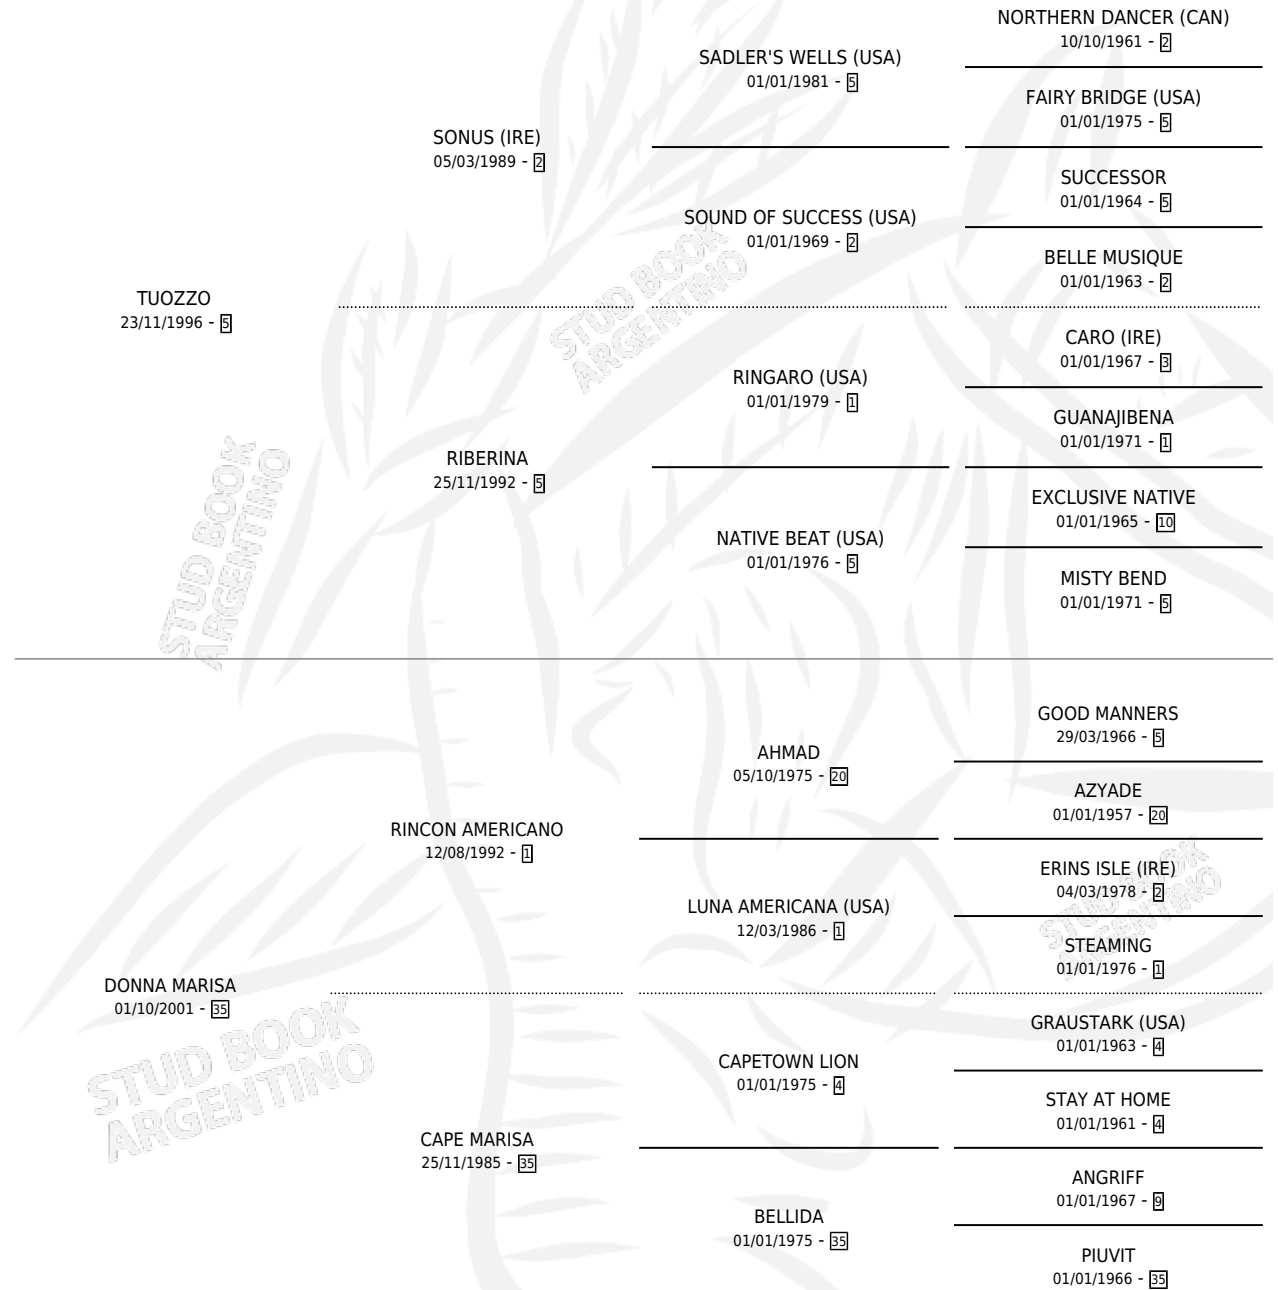 NORTHERN DANCER (CAN)
10/10/1961 - 2
SADLER'S WELLS (USA)
01/01/1981 - 5
FAIRY BRIDGE (USA)
01/01/1975 - 5
SONUS (IRE)
05/03/1989 - 2
SUCCESSOR
01/01/1964 - 5
SOUND OF SUCCESS (USA)
01/01/1969 - 2
BELLE MUSIQUE
01/01/1963 - 2
STUD BOOK
ARGENTINO
TUOZZO
23/11/1996 - 5
CARO (IRE)
01/01/1967 - 3
RINGARO (USA)
01/01/1979 - 1
GUANAJIBENA
01/01/1971 - 1
RIBERINA
25/11/1992 - 5
EXCLUSIVE NATIVE
01/01/1965 - 10
NATIVE BEAT (USA)
01/01/1976 - 5
MISTY BEND
01/01/1971 - 5
STUD BOOK
ARGENTINO
GOOD MANNERS
29/03/1966 - 5
AHMAD
05/10/1975 - 20
AZYADE
01/01/1957 - 20
RINCON AMERICANO
12/08/1992 - 1
ERINS ISLE (IRE)
04/03/1978 - 2
LUNA AMERICANA (USA)
12/03/1986 - 1
STUD BOOK
ARGENTINO
STEAMING
01/01/1976 - 1
DONNA MARISA
01/10/2001 - 35
GRAUSTARK (USA)
01/01/1963 - 4
STUD BOOK
ARGENTINO
CAPETOWN LION
01/01/1975 - 4
STAY AT HOME
01/01/1961 - 4
CAPE MARISA
25/11/1985 - 35
ANGRIFF
01/01/1967 - 9
BELLIDA
01/01/1975 - 35
PIUVIT
01/01/1966 - 35